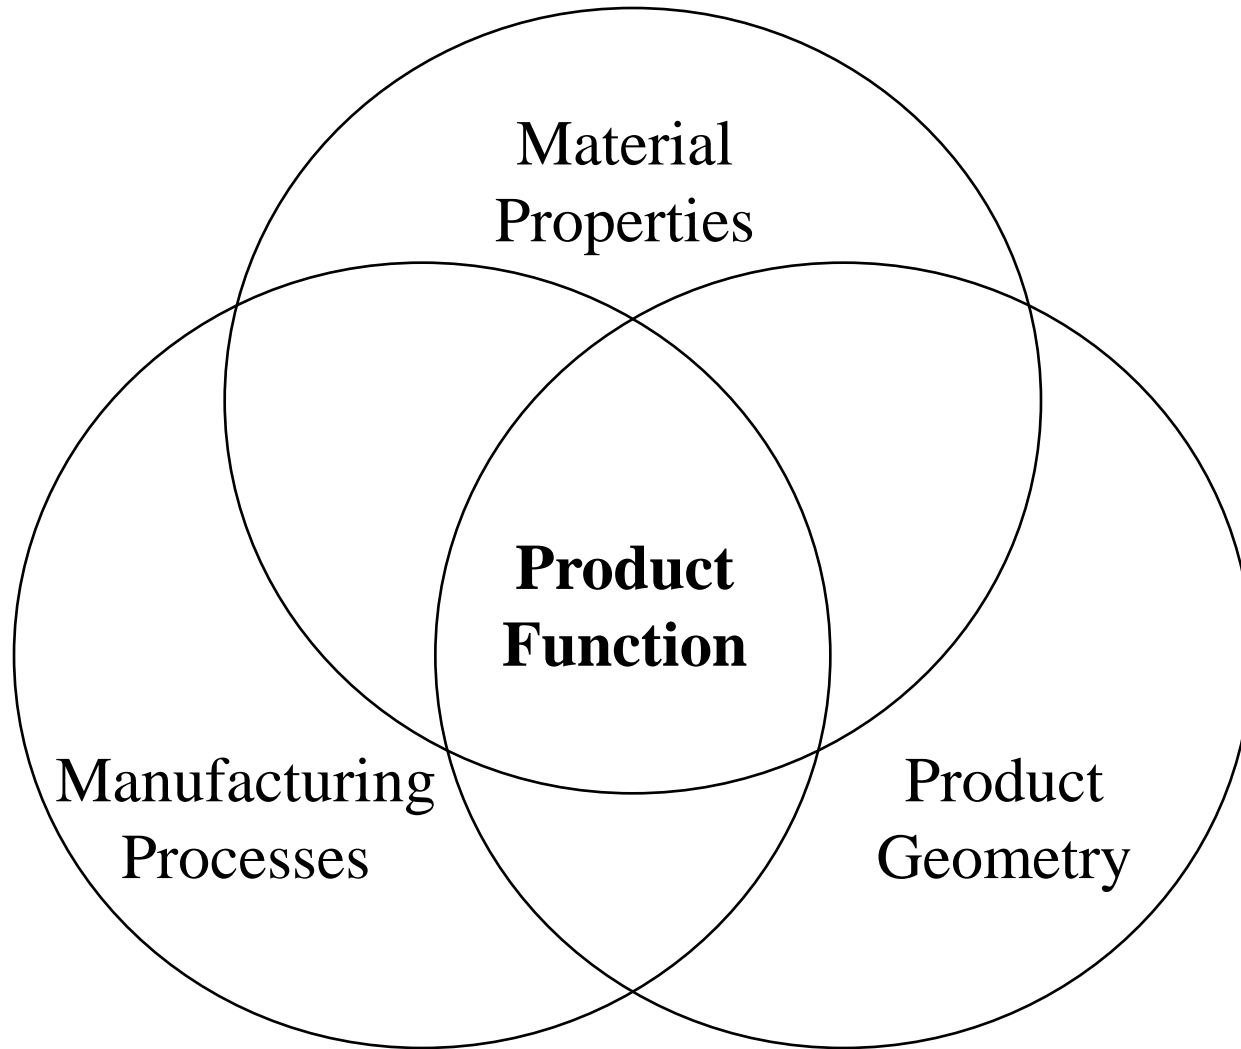 Material
Properties
Product
Function
Manufacturing
Processes
Product
Geometry